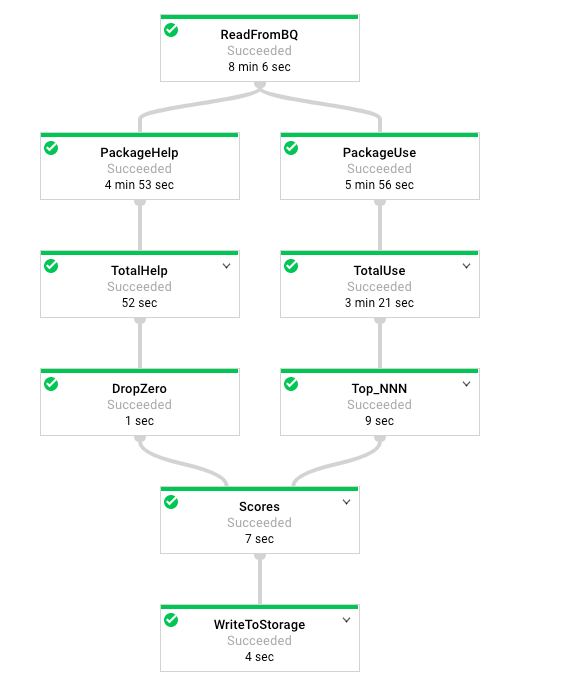 ReadFromBQ
Succeeded
8 min 6 sec
PackageHelp
Succeeded
4 min 53 sec
PackageUse
Succeeded
5 min 56 sec
TotalHelp
Succeeded
52 sec
TotalUse
Succeeded
3 min 21 sec
DropZero
Succeeded
1 sec
Top_NNN
Succeeded
9 sec
Scores
Succeeded
7 sec
WriteToStorage
Succeeded
4 sec